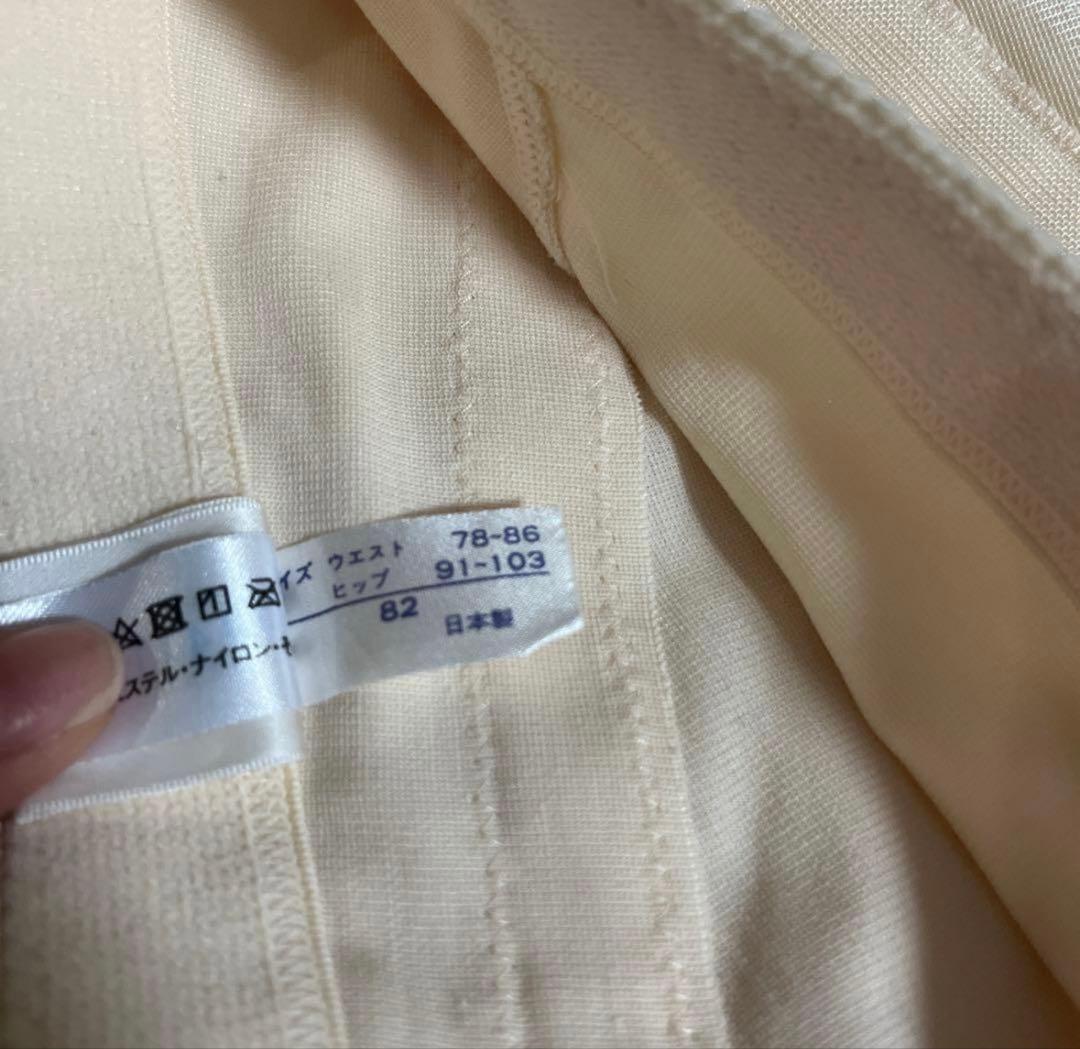 イズ ウエスト 78-86
ヒップ 91-103
82 日本製
ステル・ナイロン・